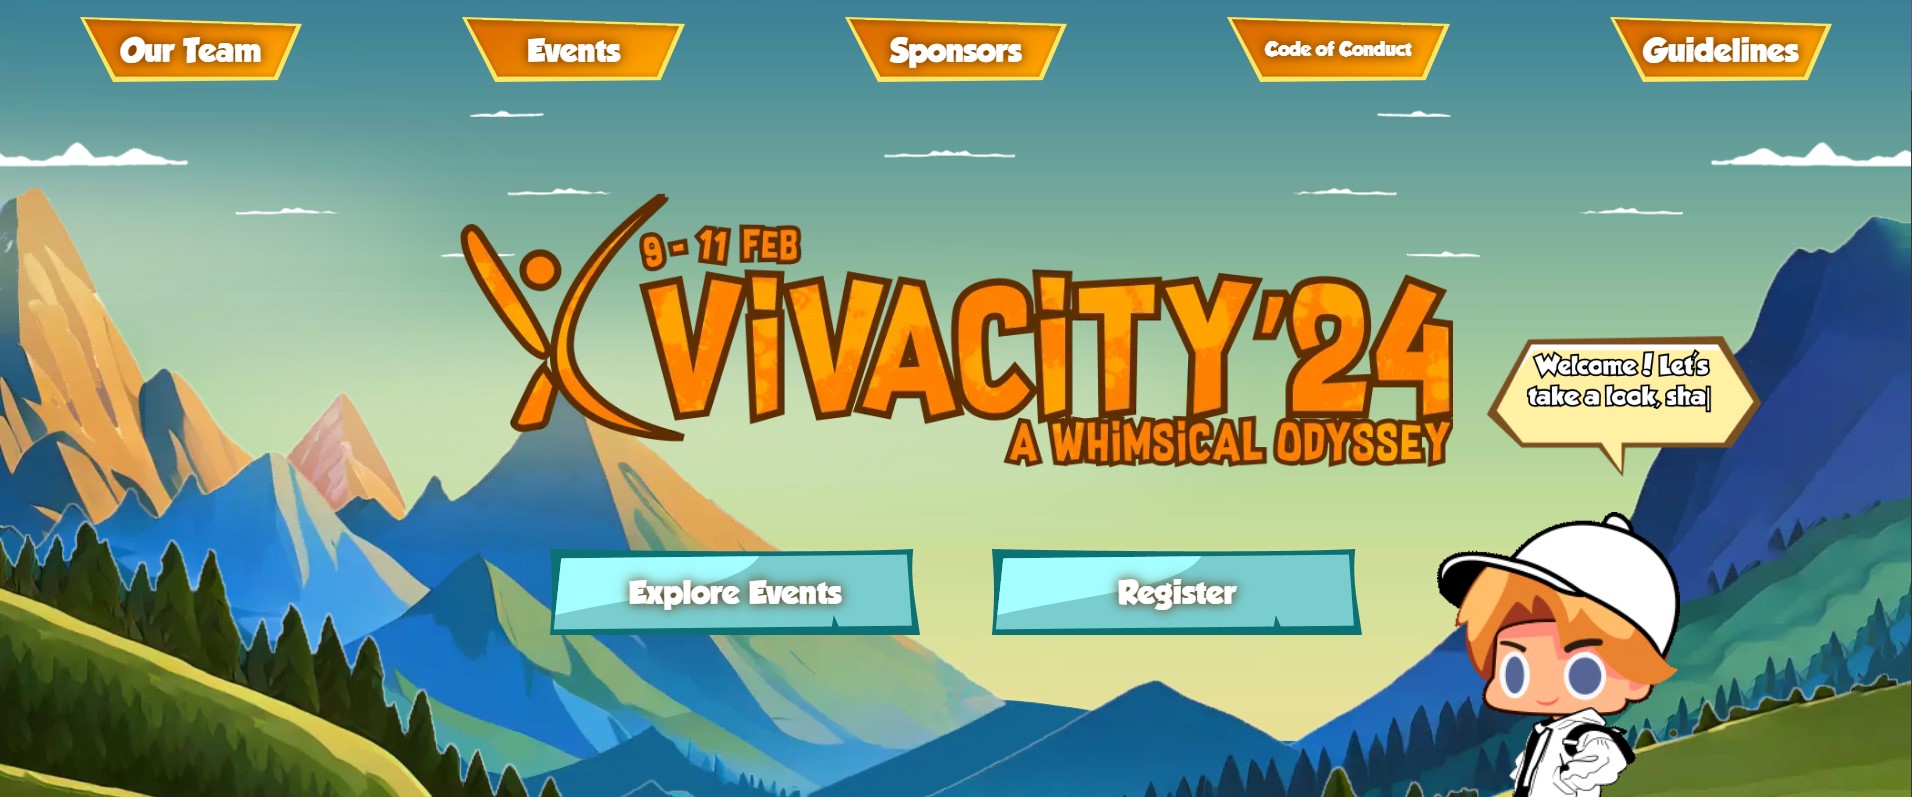 Our Team
Events
Sponsors
Code of Conduct
Guidelines
9 - 11 FEB
ViVACiTY'24
A WHiMSiCAL ODYSSEY
Welcome! Let's
take a look, sha|
Explore Events
Register